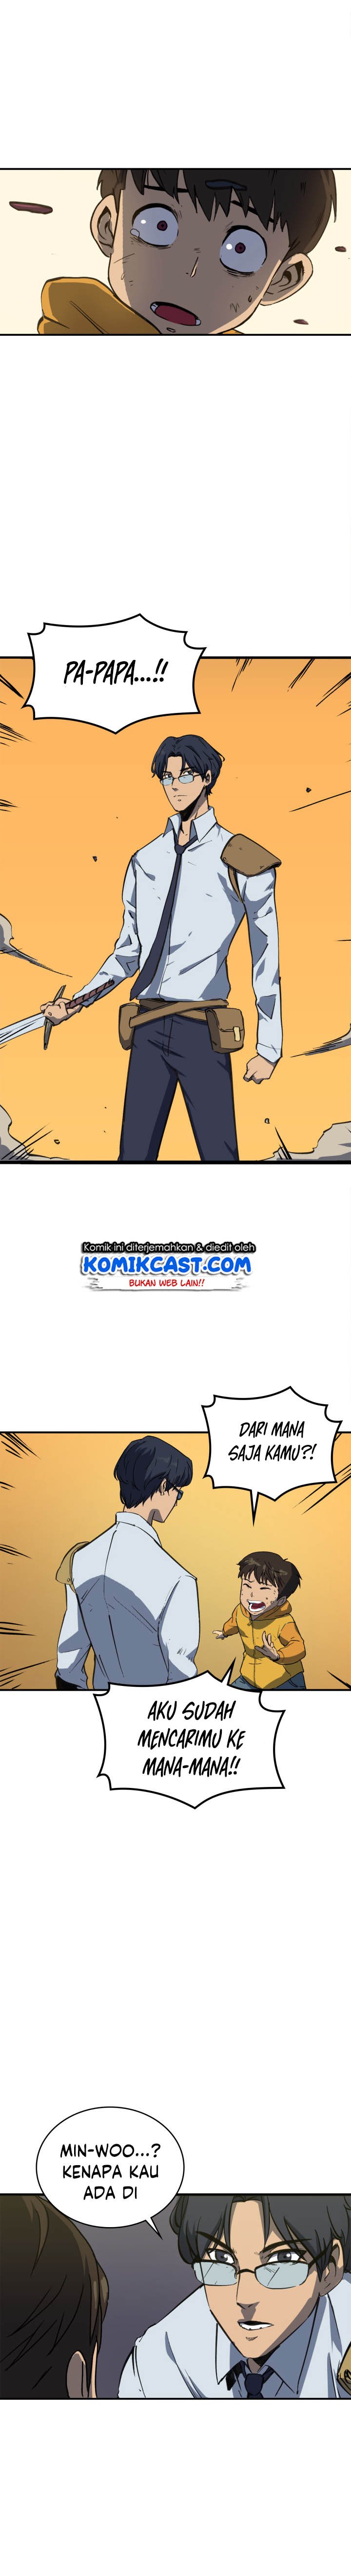 PA-PAPA...!!
Komik ini diterjemahkan & diedit oleh
KOMIKCAST.COM
BUKAN WEB LAIN!!
DARI MANA
SAJA KAMU?!
AKU SUDAH
MENCARIMU KE
MANA-MANA!!
MIN-WOO...?
KENAPA KAU
ADA DI